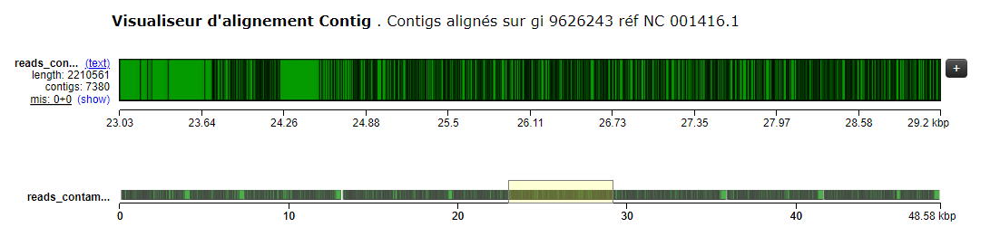 Visualiseur d'alignement Contig . Contigs alignés sur gi 9626243 réf NC 001416.1
reads_con... (text)
length: 2210561
contigs: 7380
mis: 0+0 (show)
+
23.03 23.64 24.26 24.88 25.5 26.11 26.73 27.35 27.97 28.58 29.2 kbp
reads_contam...
0 10 20 30 40 48.58 kbp